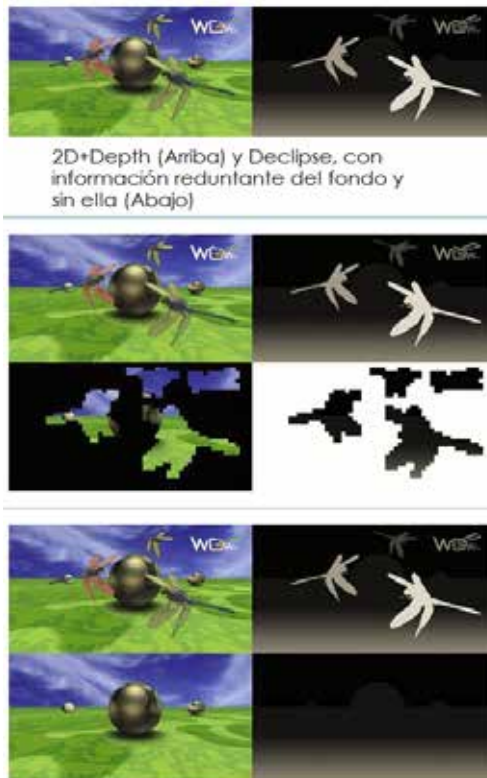 2D+Depth (Arriba) y Declipse, con
información reduntante del fondo y
sin ella (Abajo)